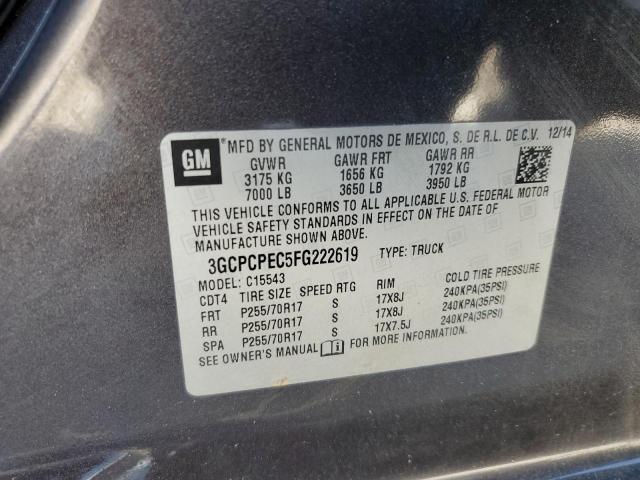 GM
®MFD BY GENERAL MOTORS DE MEXICO, S. DE R.L. DE C.V. 12/14
GVWR GAWR FRT GAWR RR
3175 KG 1656 KG 1792 KG
7000 LB 3650 LB 3950 LB
THIS VEHICLE CONFORMS TO ALL APPLICABLE U.S. FEDERAL MOTOR
VEHICLE SAFETY STANDARDS IN EFFECT ON THE DATE OF
MANUFACTURE SHOWN ABOVE.
3GCPCPEC5FG222619 TYPE: TRUCK
MODEL: C15543
CDT4 TIRE SIZE SPEED RTG RIM COLD TIRE PRESSURE
FRT P255/70R17 S 17X8J 240KPA(35PSI)
RR P255/70R17 S 17X8J 240KPA(35PSI)
SPA P255/70R17 S 17X7.5J 240KPA(35PSI)
SEE OWNER'S MANUAL FOR MORE INFORMATION.